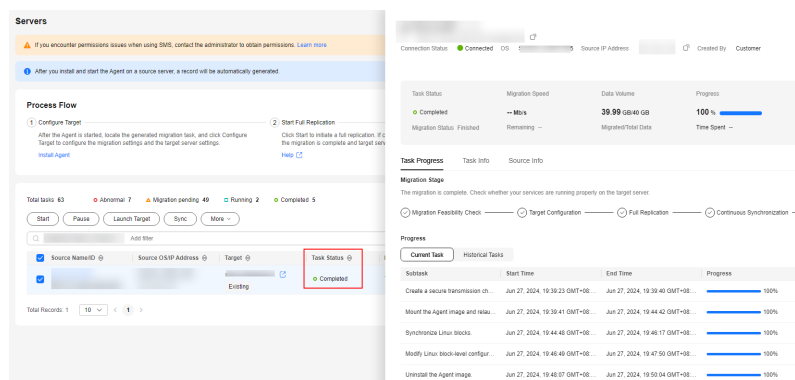 Servers
If you encounter permissions issues when using SMS, contact the administrator to obtain permissions. Learn more
After you install and start the Agent on a source server, a record will be automatically generated.
Process Flow
1 Configure Target
After the Agent is started, locate the generated migration task, and click Configure
Target to configure the migration settings and the target server settings.
Install Agent
2 Start Full Replication
Click Start to initiate a full replication. If c
the migration is complete and target serv
Help
Total tasks 63 Abnormal 7 Migration pending 49 Running 2 Completed 5
Start Pause Launch Target Sync More
Add filter
Source Name/ID Source OS/IP Address Target Task Status
Existing
Completed
Total Records: 1 10 < 1 >
Connection Status Connected OS Source IP Address Created By Customer
Task Status Migration Speed Data Volume Progress
Completed -- Mb/s 39.99 GB/40 GB 100 %
Migration Status Finished Remaining -- Migrated/Total Data Time Spent --
Task Progress Task Info Source Info
Migration Stage
The migration is complete. Check whether your services are running properly on the target server.
Migration Feasibility Check Target Configuration Full Replication Continuous Synchronization
Progress
Current Task Historical Tasks
Subtask Start Time End Time Progress
Create a secure transmission ch... Jun 27, 2024, 19:39:23 GMT+08:... Jun 27, 2024, 19:39:40 GMT+08:... 100%
Mount the Agent image and relau... Jun 27, 2024, 19:39:41 GMT+08:... Jun 27, 2024, 19:44:42 GMT+08:... 100%
Synchronize Linux blocks. Jun 27, 2024, 19:44:46 GMT+08:... Jun 27, 2024, 19:46:17 GMT+08:... 100%
Modify Linux block-level configur... Jun 27, 2024, 19:46:49 GMT+08:... Jun 27, 2024, 19:47:50 GMT+08:... 100%
Uninstall the Agent image. Jun 27, 2024, 19:48:07 GMT+08:... Jun 27, 2024, 19:50:04 GMT+08:... 100%